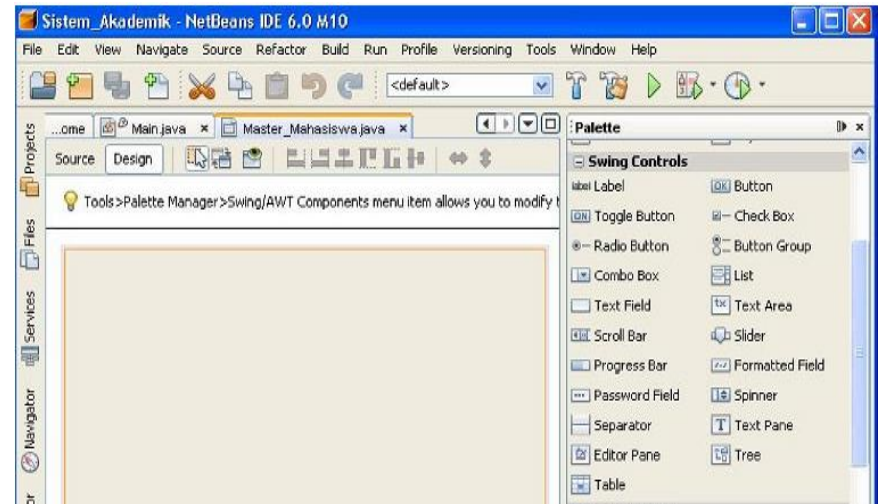 Sistem_Akademik - NetBeans IDE 6.0 M10
File Edit View Navigate Source Refactor Build Run Profile Versioning Tools Window Help
<default>
...ome Main.java x Master_Mahasiswa.java x
Source Design
Tools>Palette Manager>Swing/AWT Components menu item allows you to modify
Projects
Files
Services
Navigator
Palette
Swing Controls
label Label OK Button
ON Toggle Button Check Box
Radio Button Button Group
Combo Box List
Text Field tx Text Area
Scroll Bar Slider
Progress Bar Formatted Field
Password Field Spinner
Separator T Text Pane
Editor Pane Tree
Table